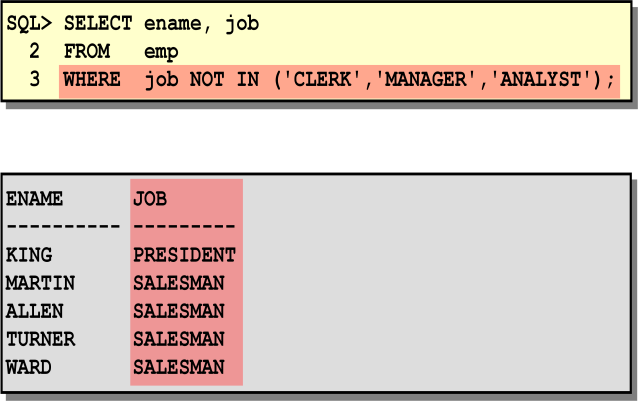 SQL> SELECT ename, job
2 FROM emp
3 WHERE job NOT IN ('CLERK','MANAGER','ANALYST');
ENAME JOB
---------- ---------
KING PRESIDENT
MARTIN SALESMAN
ALLEN SALESMAN
TURNER SALESMAN
WARD SALESMAN